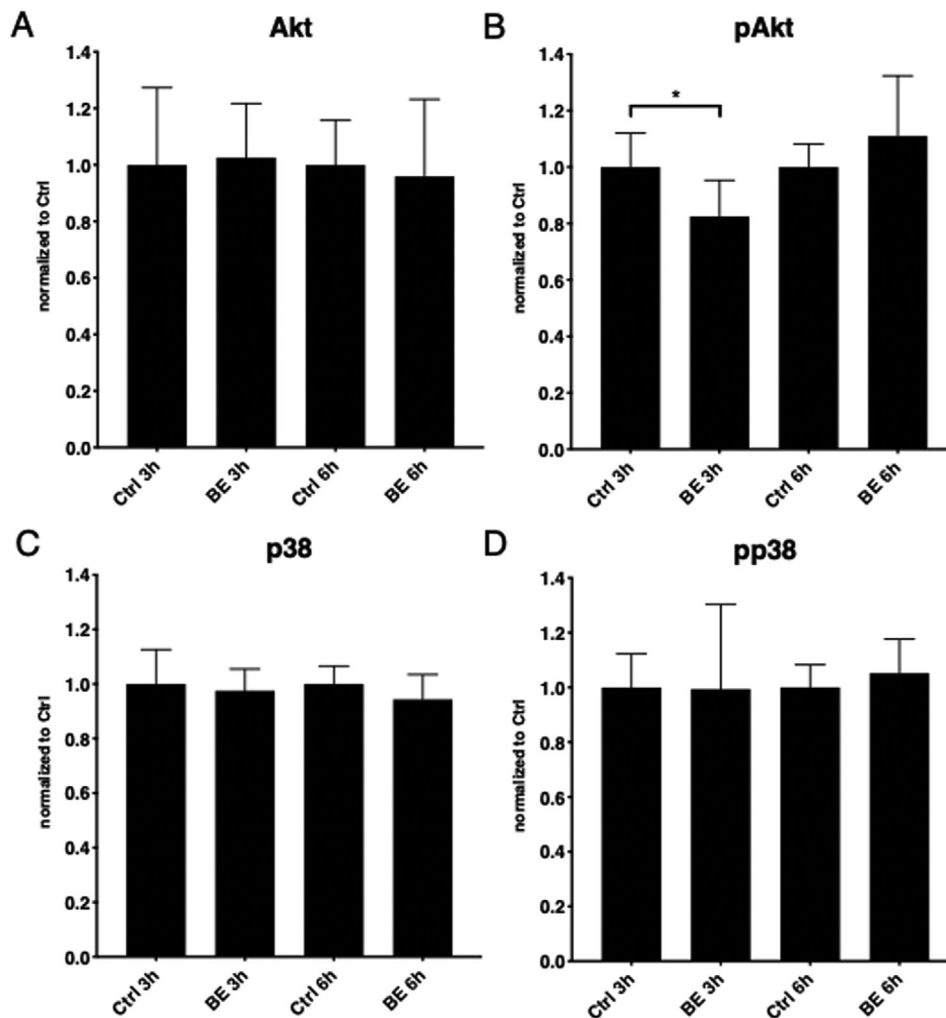 A
Akt
normalized to Ctrl
1.4
1.2
1.0
0.8
0.6
0.4
0.2
0.0
Ctrl 3h
BE 3h
Ctrl 6h
BE 6h
B
pAkt
normalized to Ctrl
1.4
1.2
1.0
0.8
0.6
0.4
0.2
0.0
*
Ctrl 3h
BE 3h
Ctrl 6h
BE 6h
C
p38
normalized to Ctrl
1.4
1.2
1.0
0.8
0.6
0.4
0.2
0.0
Ctrl 3h
BE 3h
Ctrl 6h
BE 6h
D
pp38
normalized to Ctrl
1.4
1.2
1.0
0.8
0.6
0.4
0.2
0.0
Ctrl 3h
BE 3h
Ctrl 6h
BE 6h